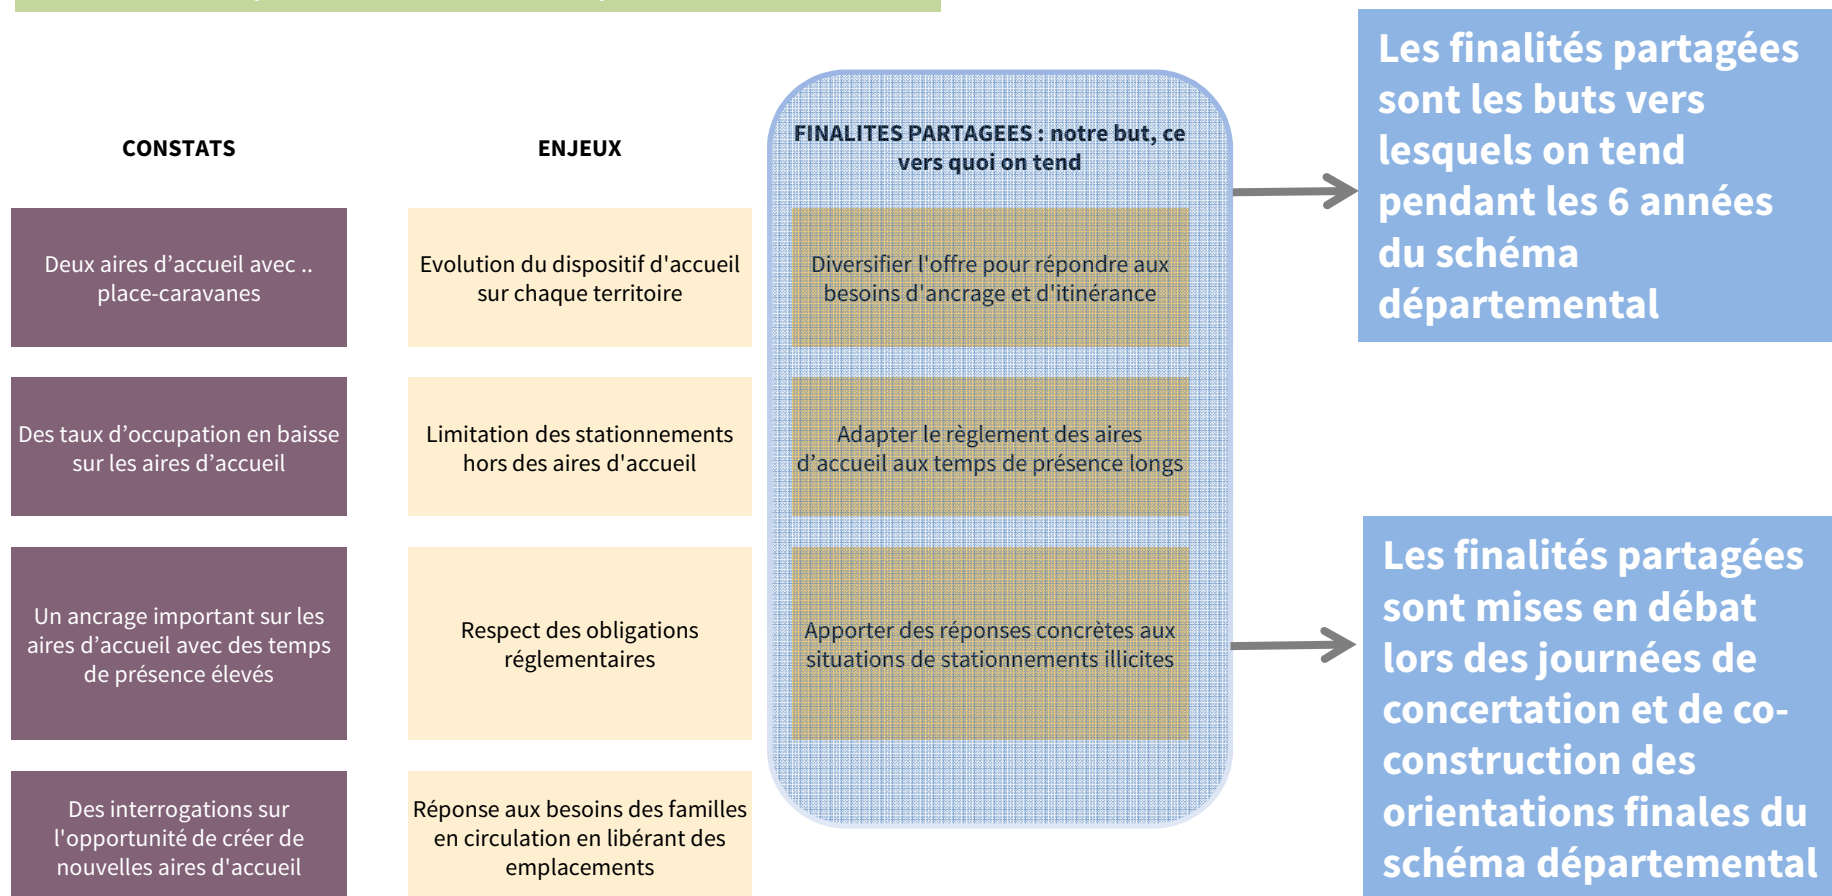 CONSTATS
Deux aires d’accueil avec ..
place-caravanes
Des taux d’occupation en baisse
sur les aires d’accueil
Un ancrage important sur les
aires d’accueil avec des temps
de présence élevés
Des interrogations sur
l'opportunité de créer de
nouvelles aires d'accueil
ENJEUX
Evolution du dispositif d'accueil
sur chaque territoire
Limitation des stationnements
hors des aires d'accueil
Respect des obligations
réglementaires
Réponse aux besoins des familles
en circulation en libérant des
emplacements
FINALITES PARTAGEES : notre but, ce
vers quoi on tend
Diversifier l'offre pour répondre aux
besoins d'ancrage et d'itinérance
Adapter le règlement des aires
d’accueil aux temps de présence longs
Apporter des réponses concrètes aux
situations de stationnements illicites
Les finalités partagées
sont les buts vers
lesquels on tend
pendant les 6 années
du schéma
départemental
Les finalités partagées
sont mises en débat
lors des journées de
concertation et de co-
construction des
orientations finales du
schéma départemental